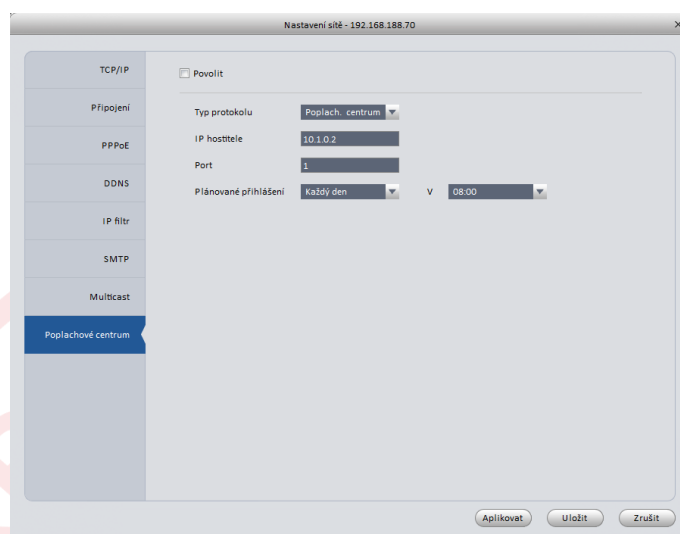 Nastavení sítě - 192.168.188.70
TCP/IP
Připojení
PPPoE
DDNS
IP filtr
SMTP
Multicast
Poplachové centrum
Povolit
Typ protokolu Poplach. centrum
IP hostitele 10.1.0.2
Port 1
Plánované přihlášení Každý den V 08:00
Aplikovat Uložit Zrušit